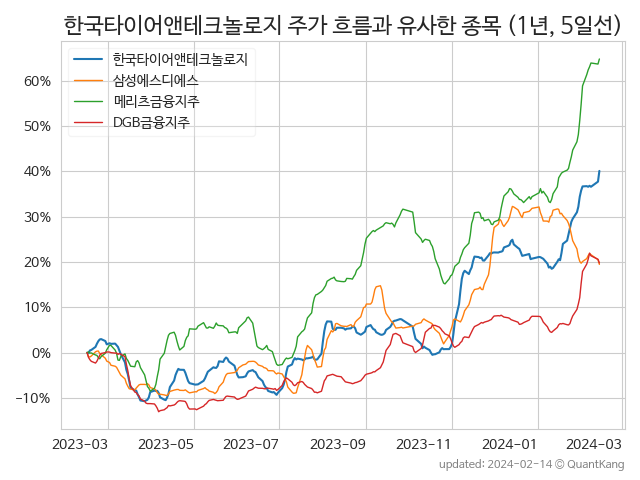 한국타이어앤테크놀로지 주가 흐름과 유사한 종목 (1년, 5일선)
한국타이어앤테크놀로지
삼성에스디에스
메리츠금융지주
DGB금융지주
60%
50%
40%
30%
20%
10%
0%
−10%
2023-03 2023-05 2023-07 2023-09 2023-11 2024-01 2024-03
updated: 2024-02-14 © QuantKang